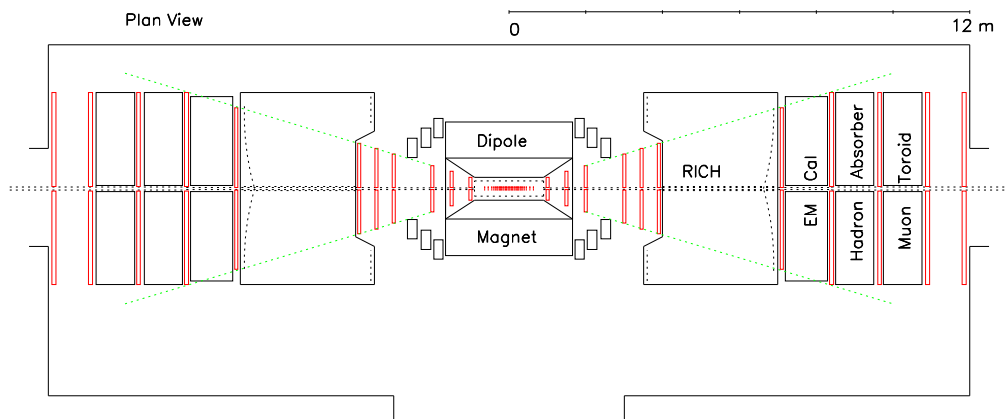 Plan View
0
12 m
Dipole
Magnet
RICH
EM Cal
Hadron Absorber
Muon Toroid